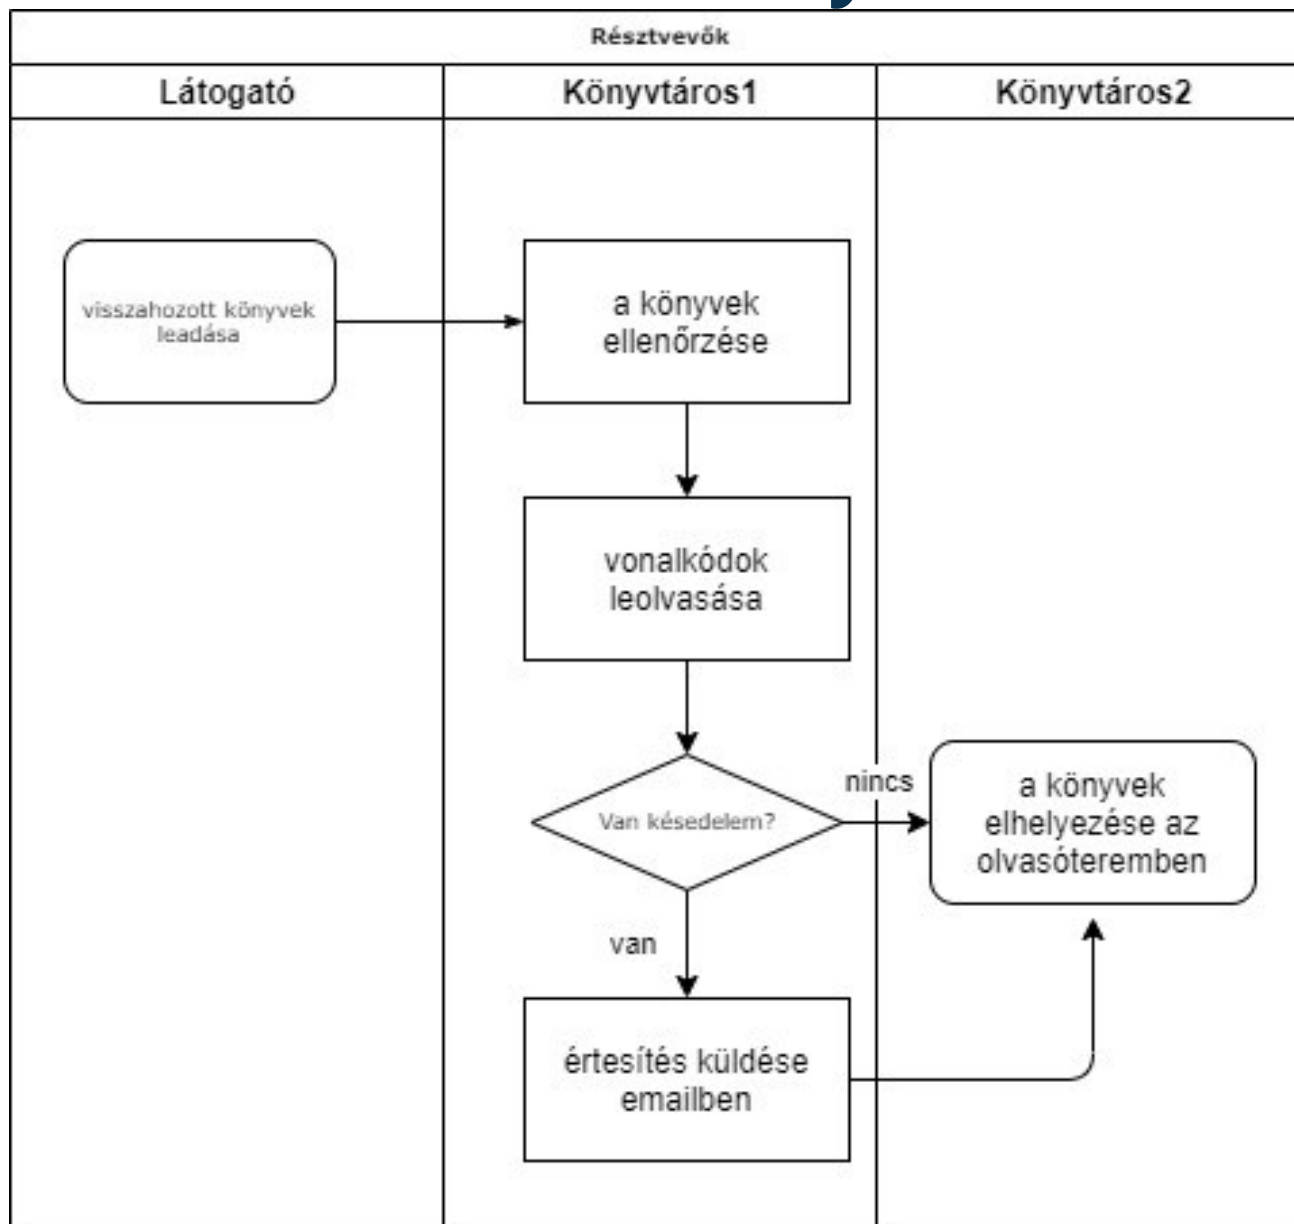 Résztvevők
Látogató
Könyvtáros1
Könyvtáros2
visszahozott könyvek
leadása
a könyvek
ellenőrzése
vonalkódok
leolvasása
Van késedelem?
nincs
a könyvek
elhelyezése az
olvasóteremben
van
értesítés küldése
emailben